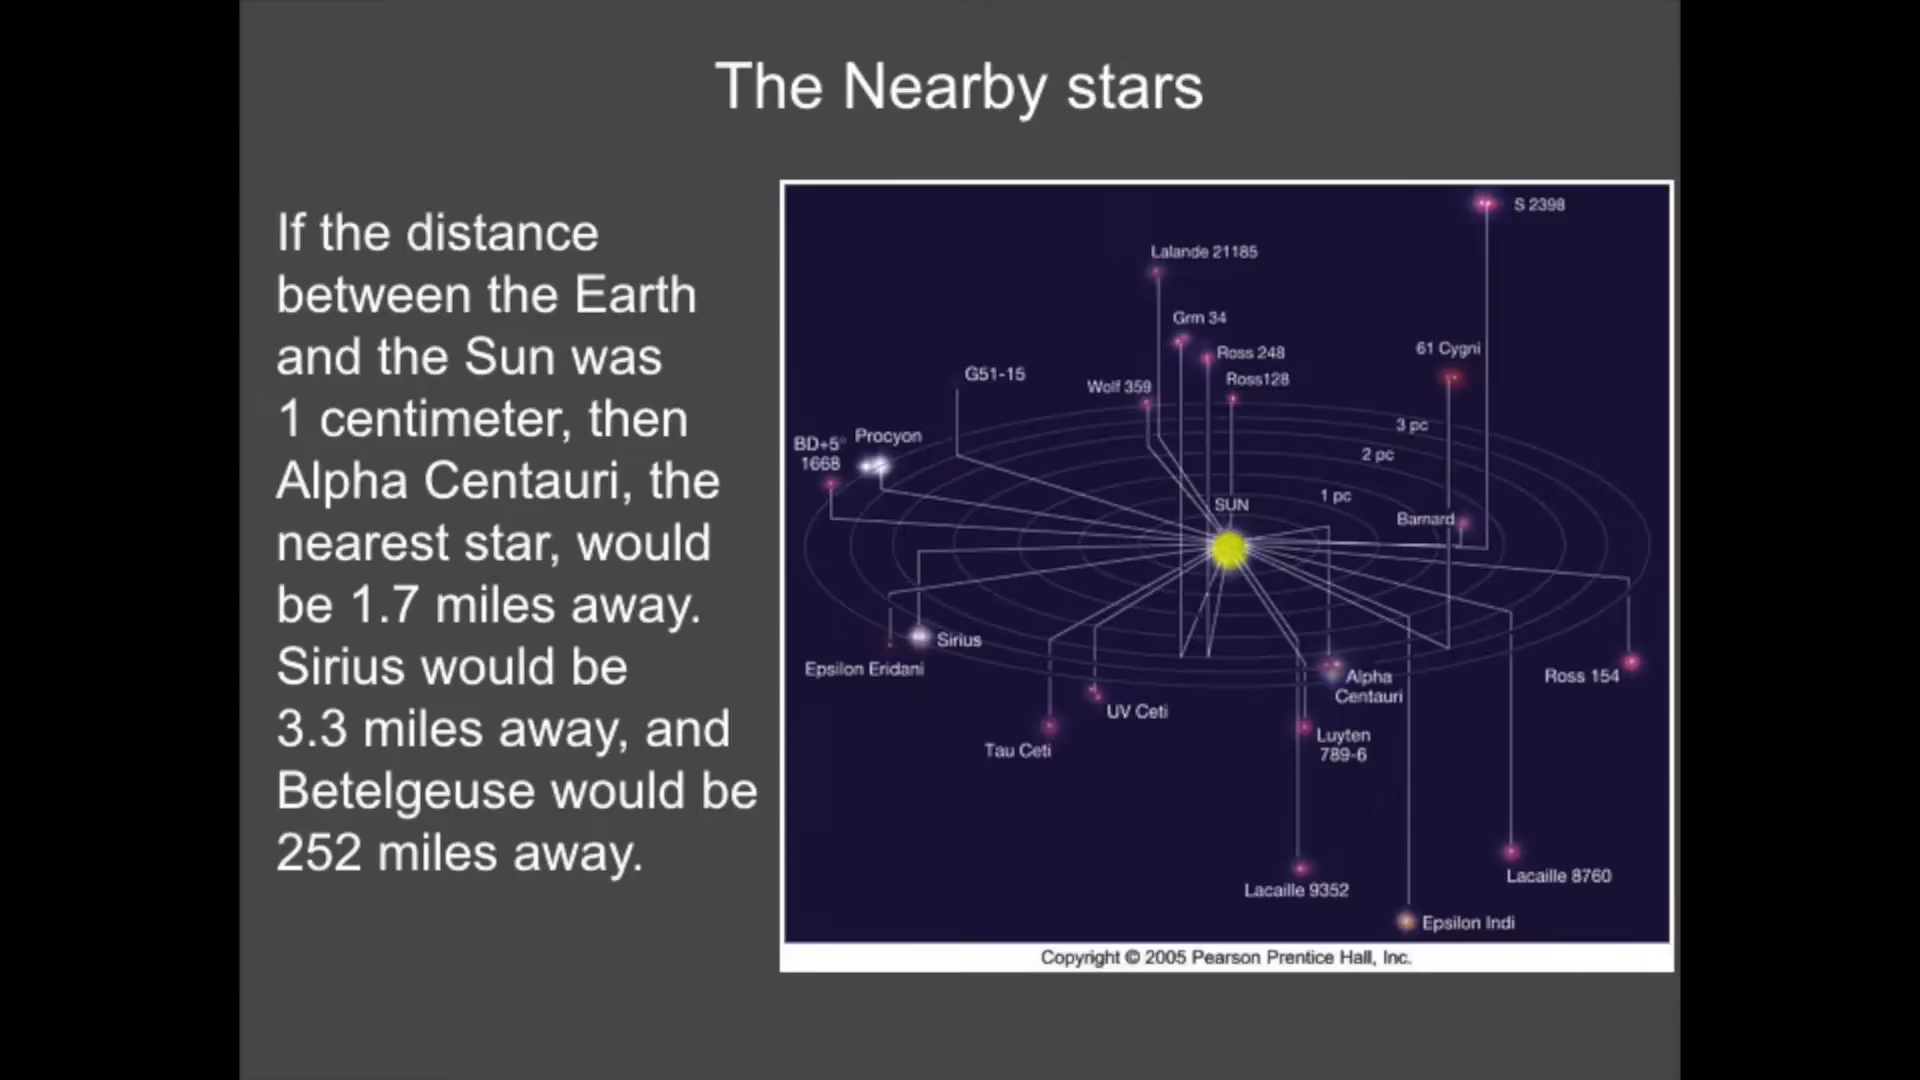 The Nearby stars
If the distance
between the Earth
and the Sun was
1 centimeter, then
Alpha Centauri, the
nearest star, would
be 1.7 miles away.
Sirius would be
3.3 miles away, and
Betelgeuse would be
252 miles away.
S 2398
Lalande 21185
Grm 34
61 Cygni
Ross 248
G51-15
Ross128
Wolf 359
3 pc
BD+5°
1668
Procyon
2 pc
1 pc
SUN
Barnard
Sirius
Epsilon Eridani
Alpha
Centauri
Ross 154
UV Ceti
Tau Ceti
Luyten
789-6
Lacaille 9352
Lacaille 8760
Epsilon Indi
Copyright © 2005 Pearson Prentice Hall, Inc.